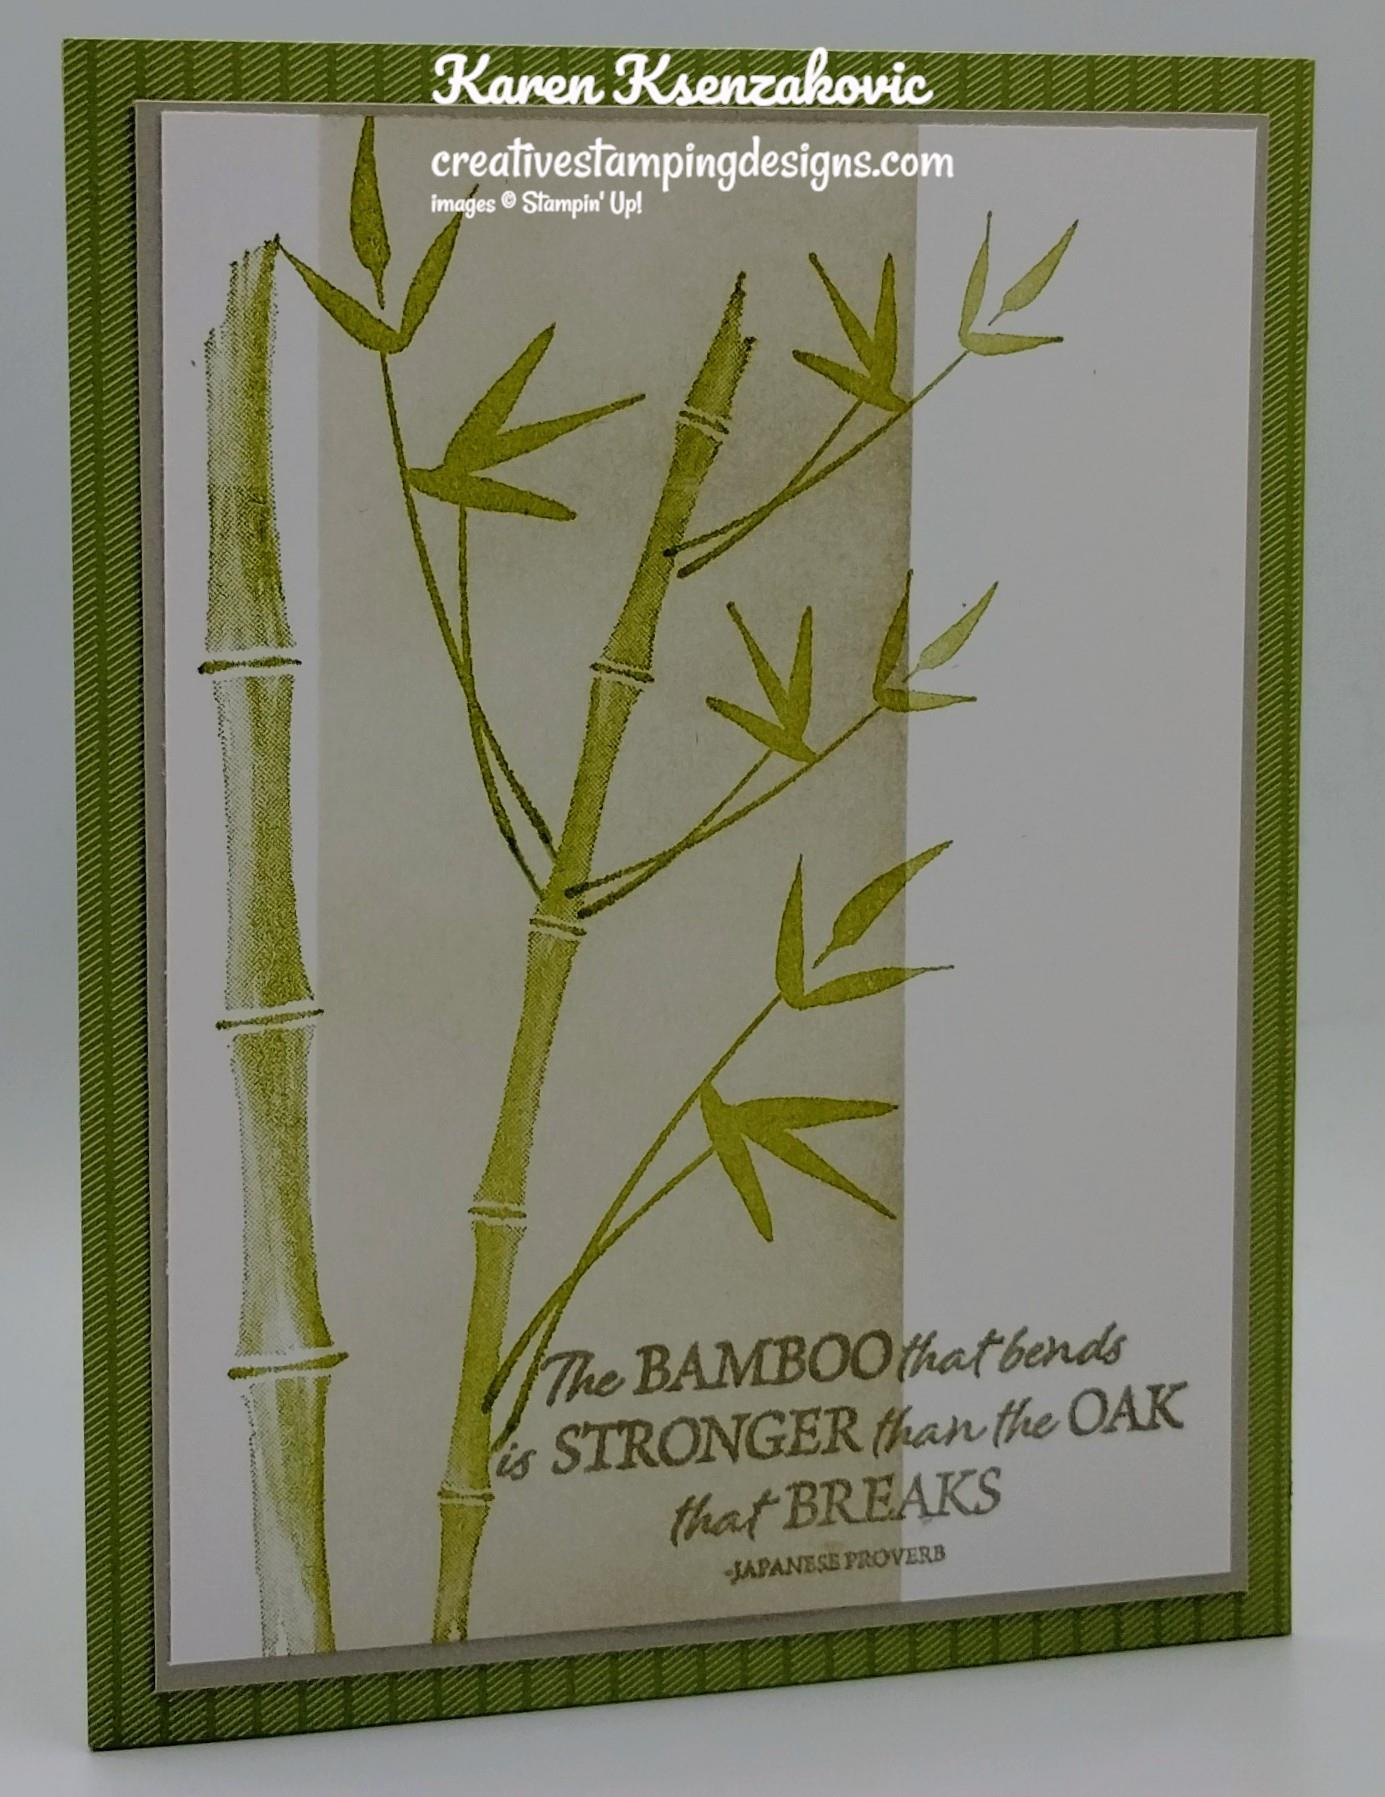 Karen Ksenzakovic
creativestampingdesigns.com
images © Stampin' Up!
The BAMBOO that bends
is STRONGER than the OAK
that BREAKS
-JAPANESE PROVERB